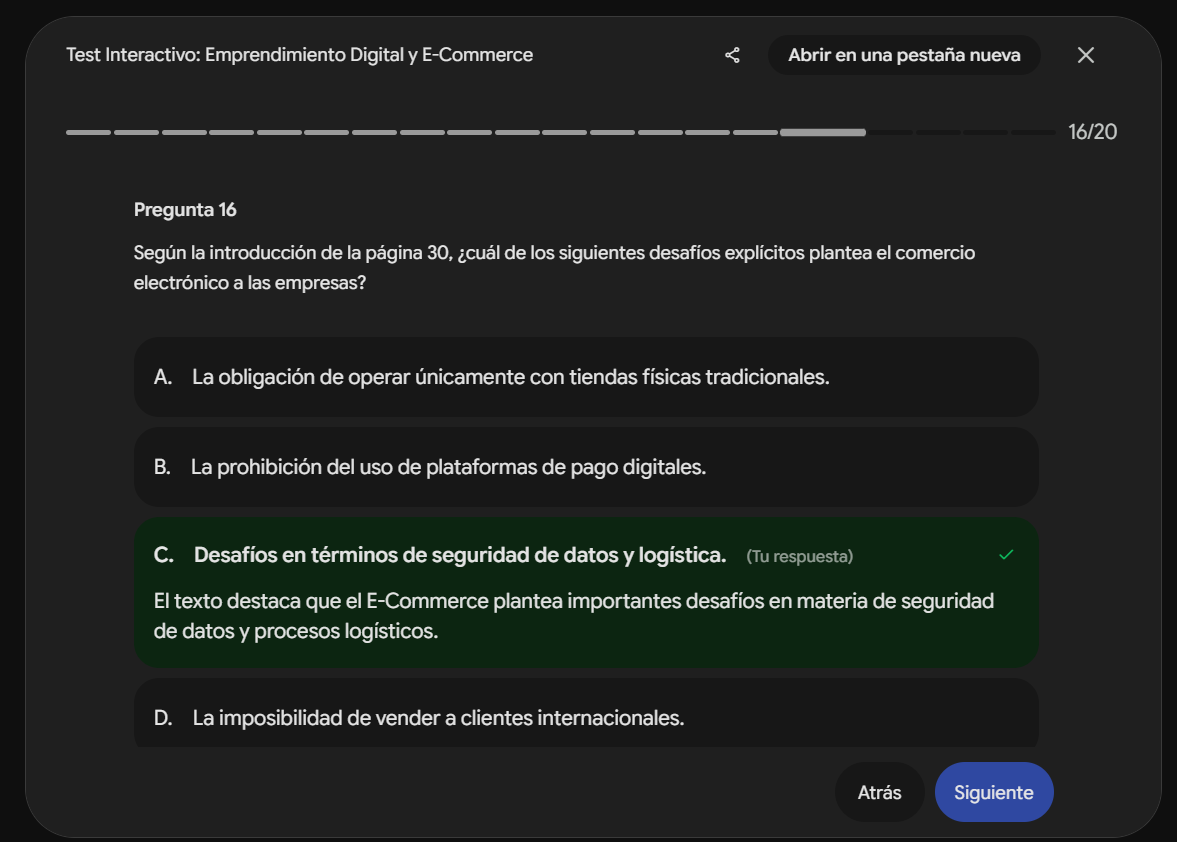 Test Interactivo: Emprendimiento Digital y E-Commerce
Abrir en una pestaña nueva
16/20
Pregunta 16
Según la introducción de la página 30, ¿cuál de los siguientes desafíos explícitos plantea el comercio
electrónico a las empresas?
A. La obligación de operar únicamente con tiendas físicas tradicionales.
B. La prohibición del uso de plataformas de pago digitales.
C. Desafíos en términos de seguridad de datos y logística. (Tu respuesta)
El texto destaca que el E-Commerce plantea importantes desafíos en materia de seguridad
de datos y procesos logísticos.
D. La imposibilidad de vender a clientes internacionales.
Atrás
Siguiente